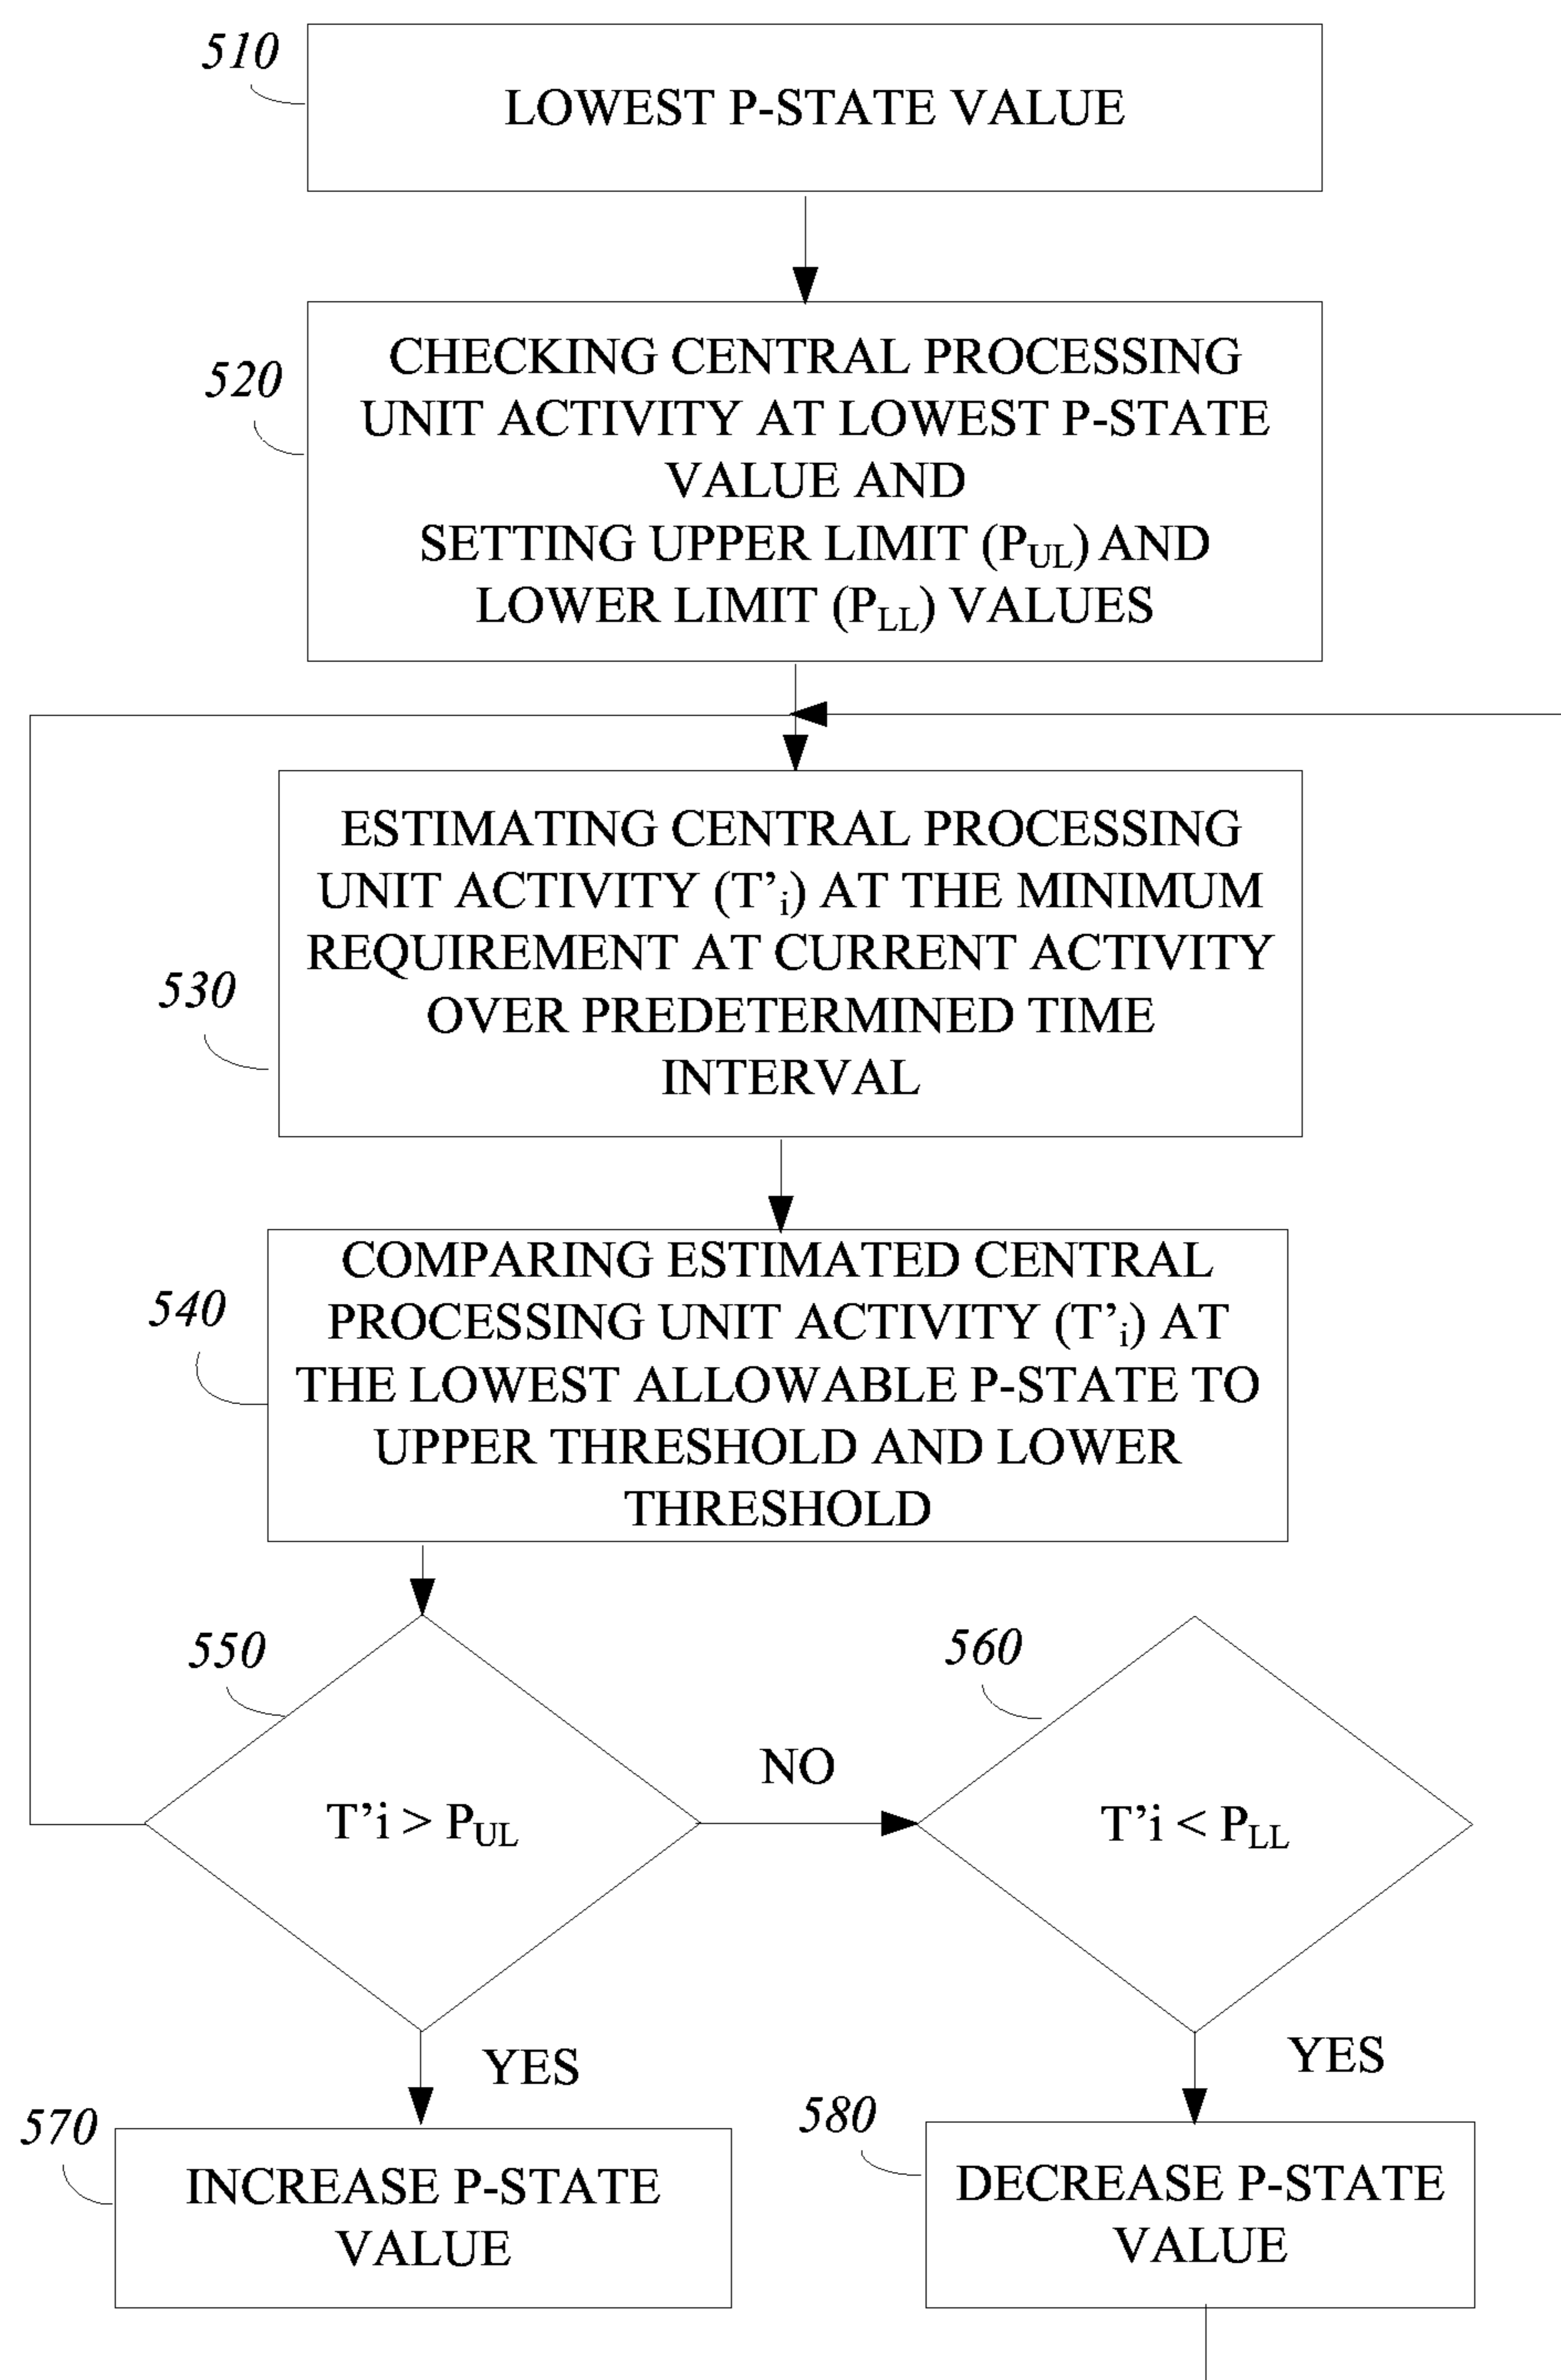 510
LOWEST P-STATE VALUE
520
CHECKING CENTRAL PROCESSING
UNIT ACTIVITY AT LOWEST P-STATE
VALUE AND
SETTING UPPER LIMIT (PUL) AND
LOWER LIMIT (PLL) VALUES
530
ESTIMATING CENTRAL PROCESSING
UNIT ACTIVITY (T’i) AT THE MINIMUM
REQUIREMENT AT CURRENT ACTIVITY
OVER PREDETERMINED TIME
INTERVAL
540
COMPARING ESTIMATED CENTRAL
PROCESSING UNIT ACTIVITY (T’i) AT
THE LOWEST ALLOWABLE P-STATE TO
UPPER THRESHOLD AND LOWER
THRESHOLD
550
T’i > PUL
NO
560
T’i < PLL
YES
YES
570
INCREASE P-STATE
VALUE
580
DECREASE P-STATE
VALUE